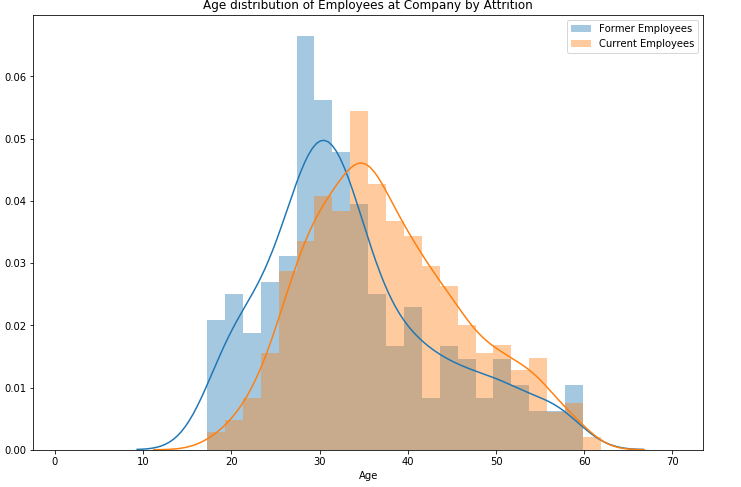 Age distribution of Employees at Company by Attrition
Former Employees
Current Employees
0.06
0.05
0.04
0.03
0.02
0.01
0.00
0 10 20 30 40 50 60 70
Age